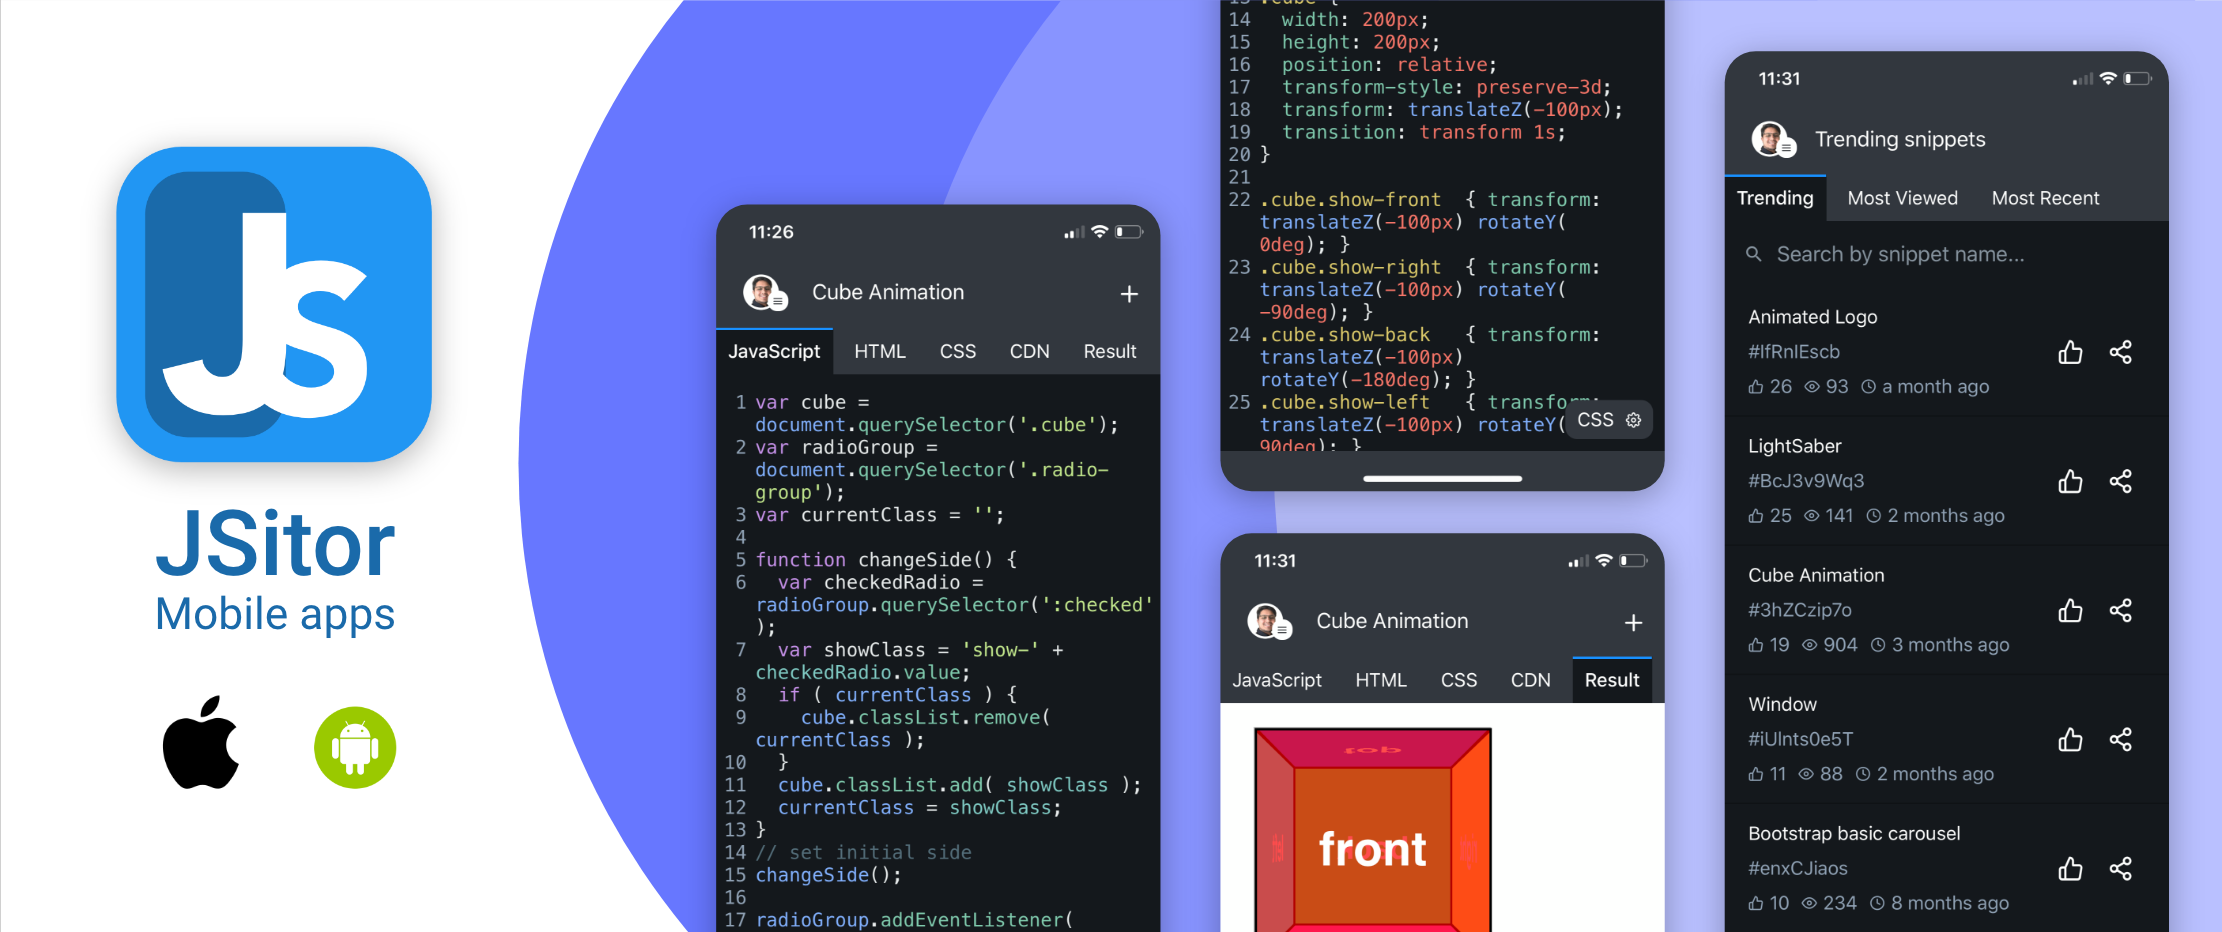 JS
JSitor
Mobile apps
11:26
Cube Animation
JavaScript HTML CSS CDN Result
1 var cube =
document.querySelector('.cube');
2 var radioGroup =
document.querySelector('.radio-
group');
3 var currentClass = '';
4
5 function changeSide() {
6 var checkedRadio =
radioGroup.querySelector(':checked'
);
7 var showClass = 'show-' +
checkedRadio.value;
8 if ( currentClass ) {
9 cube.classList.remove(
currentClass );
10 }
11 cube.classList.add( showClass );
12 currentClass = showClass;
13 }
14 // set initial side
15 changeSide();
16
17 radioGroup.addEventListener(
13 .cube {
14 width: 200px;
15 height: 200px;
16 position: relative;
17 transform-style: preserve-3d;
18 transform: translateZ(-100px);
19 transition: transform 1s;
20 }
21
22 .cube.show-front { transform:
translateZ(-100px) rotateY(
0deg); }
23 .cube.show-right { transform:
translateZ(-100px) rotateY(
-90deg); }
24 .cube.show-back { transform:
translateZ(-100px)
rotateY(-180deg); }
25 .cube.show-left { transform:
translateZ(-100px) rotateY(
90deg); }
CSS
11:31
Cube Animation
JavaScript HTML CSS CDN Result
front
11:31
Trending snippets
Trending Most Viewed Most Recent
Search by snippet name...
Animated Logo
#IfRnIEscb
26 93 a month ago
LightSaber
#BcJ3v9Wq3
25 141 2 months ago
Cube Animation
#3hZCzip7o
19 904 3 months ago
Window
#iUInts0e5T
11 88 2 months ago
Bootstrap basic carousel
#enxCJiaos
10 234 8 months ago